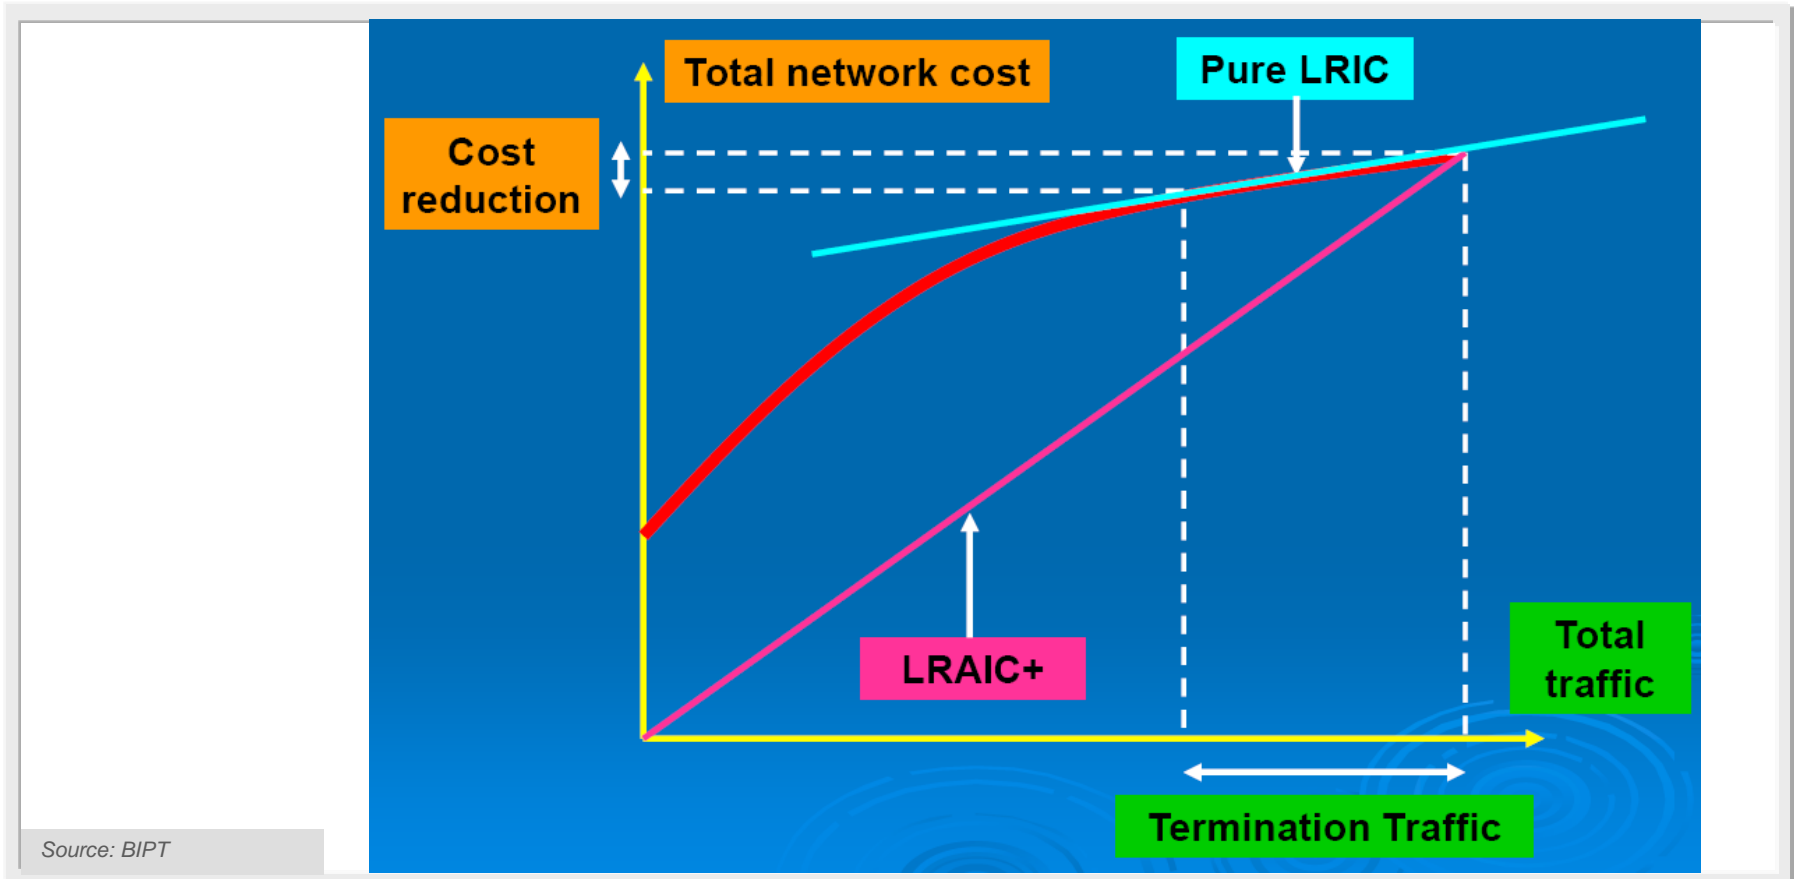 Total network cost
Pure LRIC
Cost
reduction
LRAIC+
Total
traffic
Termination Traffic
Source: BIPT